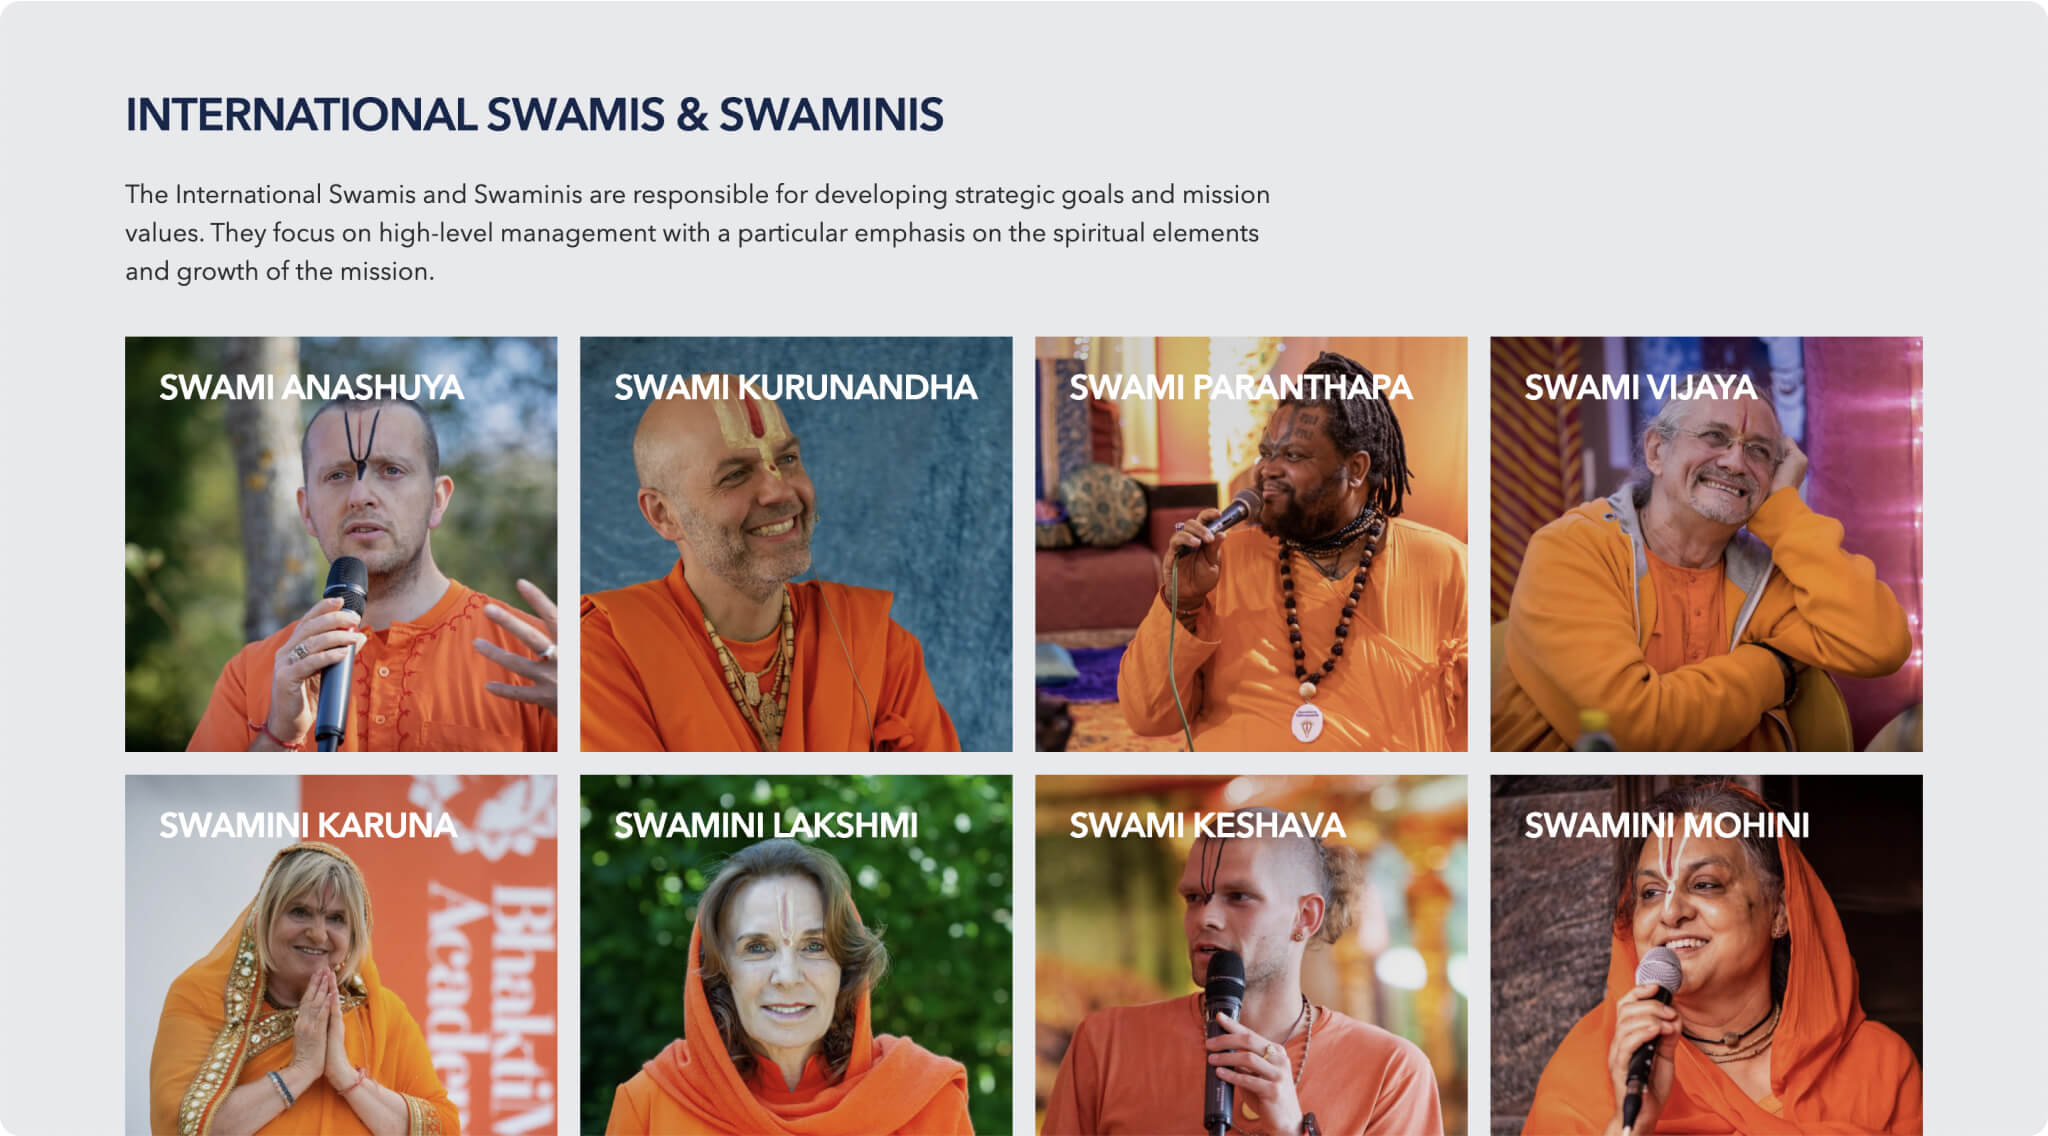 INTERNATIONAL SWAMIS & SWAMINIS
The International Swamis and Swaminis are responsible for developing strategic goals and mission
values. They focus on high-level management with a particular emphasis on the spiritual elements
and growth of the mission.
SWAMI ANASHUYA
SWAMI KURUNANDHA
SWAMI PARANTHAPA
SWAMI VIJAYA
SWAMINI KARUNA
SWAMINI LAKSHMI
SWAMI KESHAVA
SWAMINI MOHINI